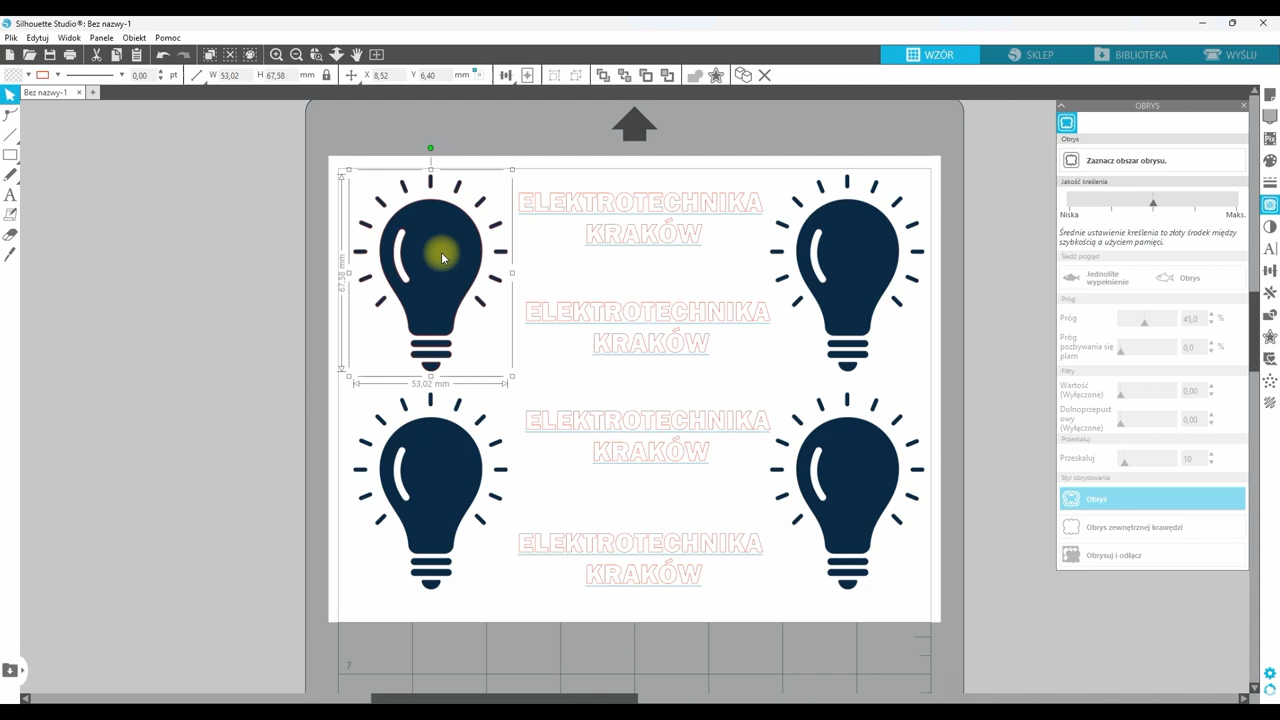 Silhouette Studio®: Bez nazwy-1
Plik Edytuj Widok Panele Obiekt Pomoc
WZÓR SKLEP BIBLIOTEKA WYŚLIJ
0,00 pt W 53,02 H 67,58 mm X 8,52 Y 6,40 mm
Bez nazwy-1 × +
OBRYS
Obrys
Zaznacz obszar obrysu.
Jakość kreślenia
Niska Maks.
Średnie ustawienie kreślenia to złoty środek między
szybkością a użyciem pamięci.
Śledź pogląd
Jednolite
wypełnienie
Obrys
Próg
Próg 45,0 %
Próg
pozbywania się
plam
0,0 %
Filtry
Wartość
(Wyłączone)
0,00
Dolnoprzepust
owy
(Wyłączone)
0,00
Przeskaluj
Przeskaluj 10
Styl obrysowania
Obrys
Obrys zewnętrznej krawędzi
Obrysuj i odłącz
67,58 mm
53,02 mm
ELEKTROTECHNIKA
KRAKÓW
ELEKTROTECHNIKA
KRAKÓW
ELEKTROTECHNIKA
KRAKÓW
ELEKTROTECHNIKA
KRAKÓW
7